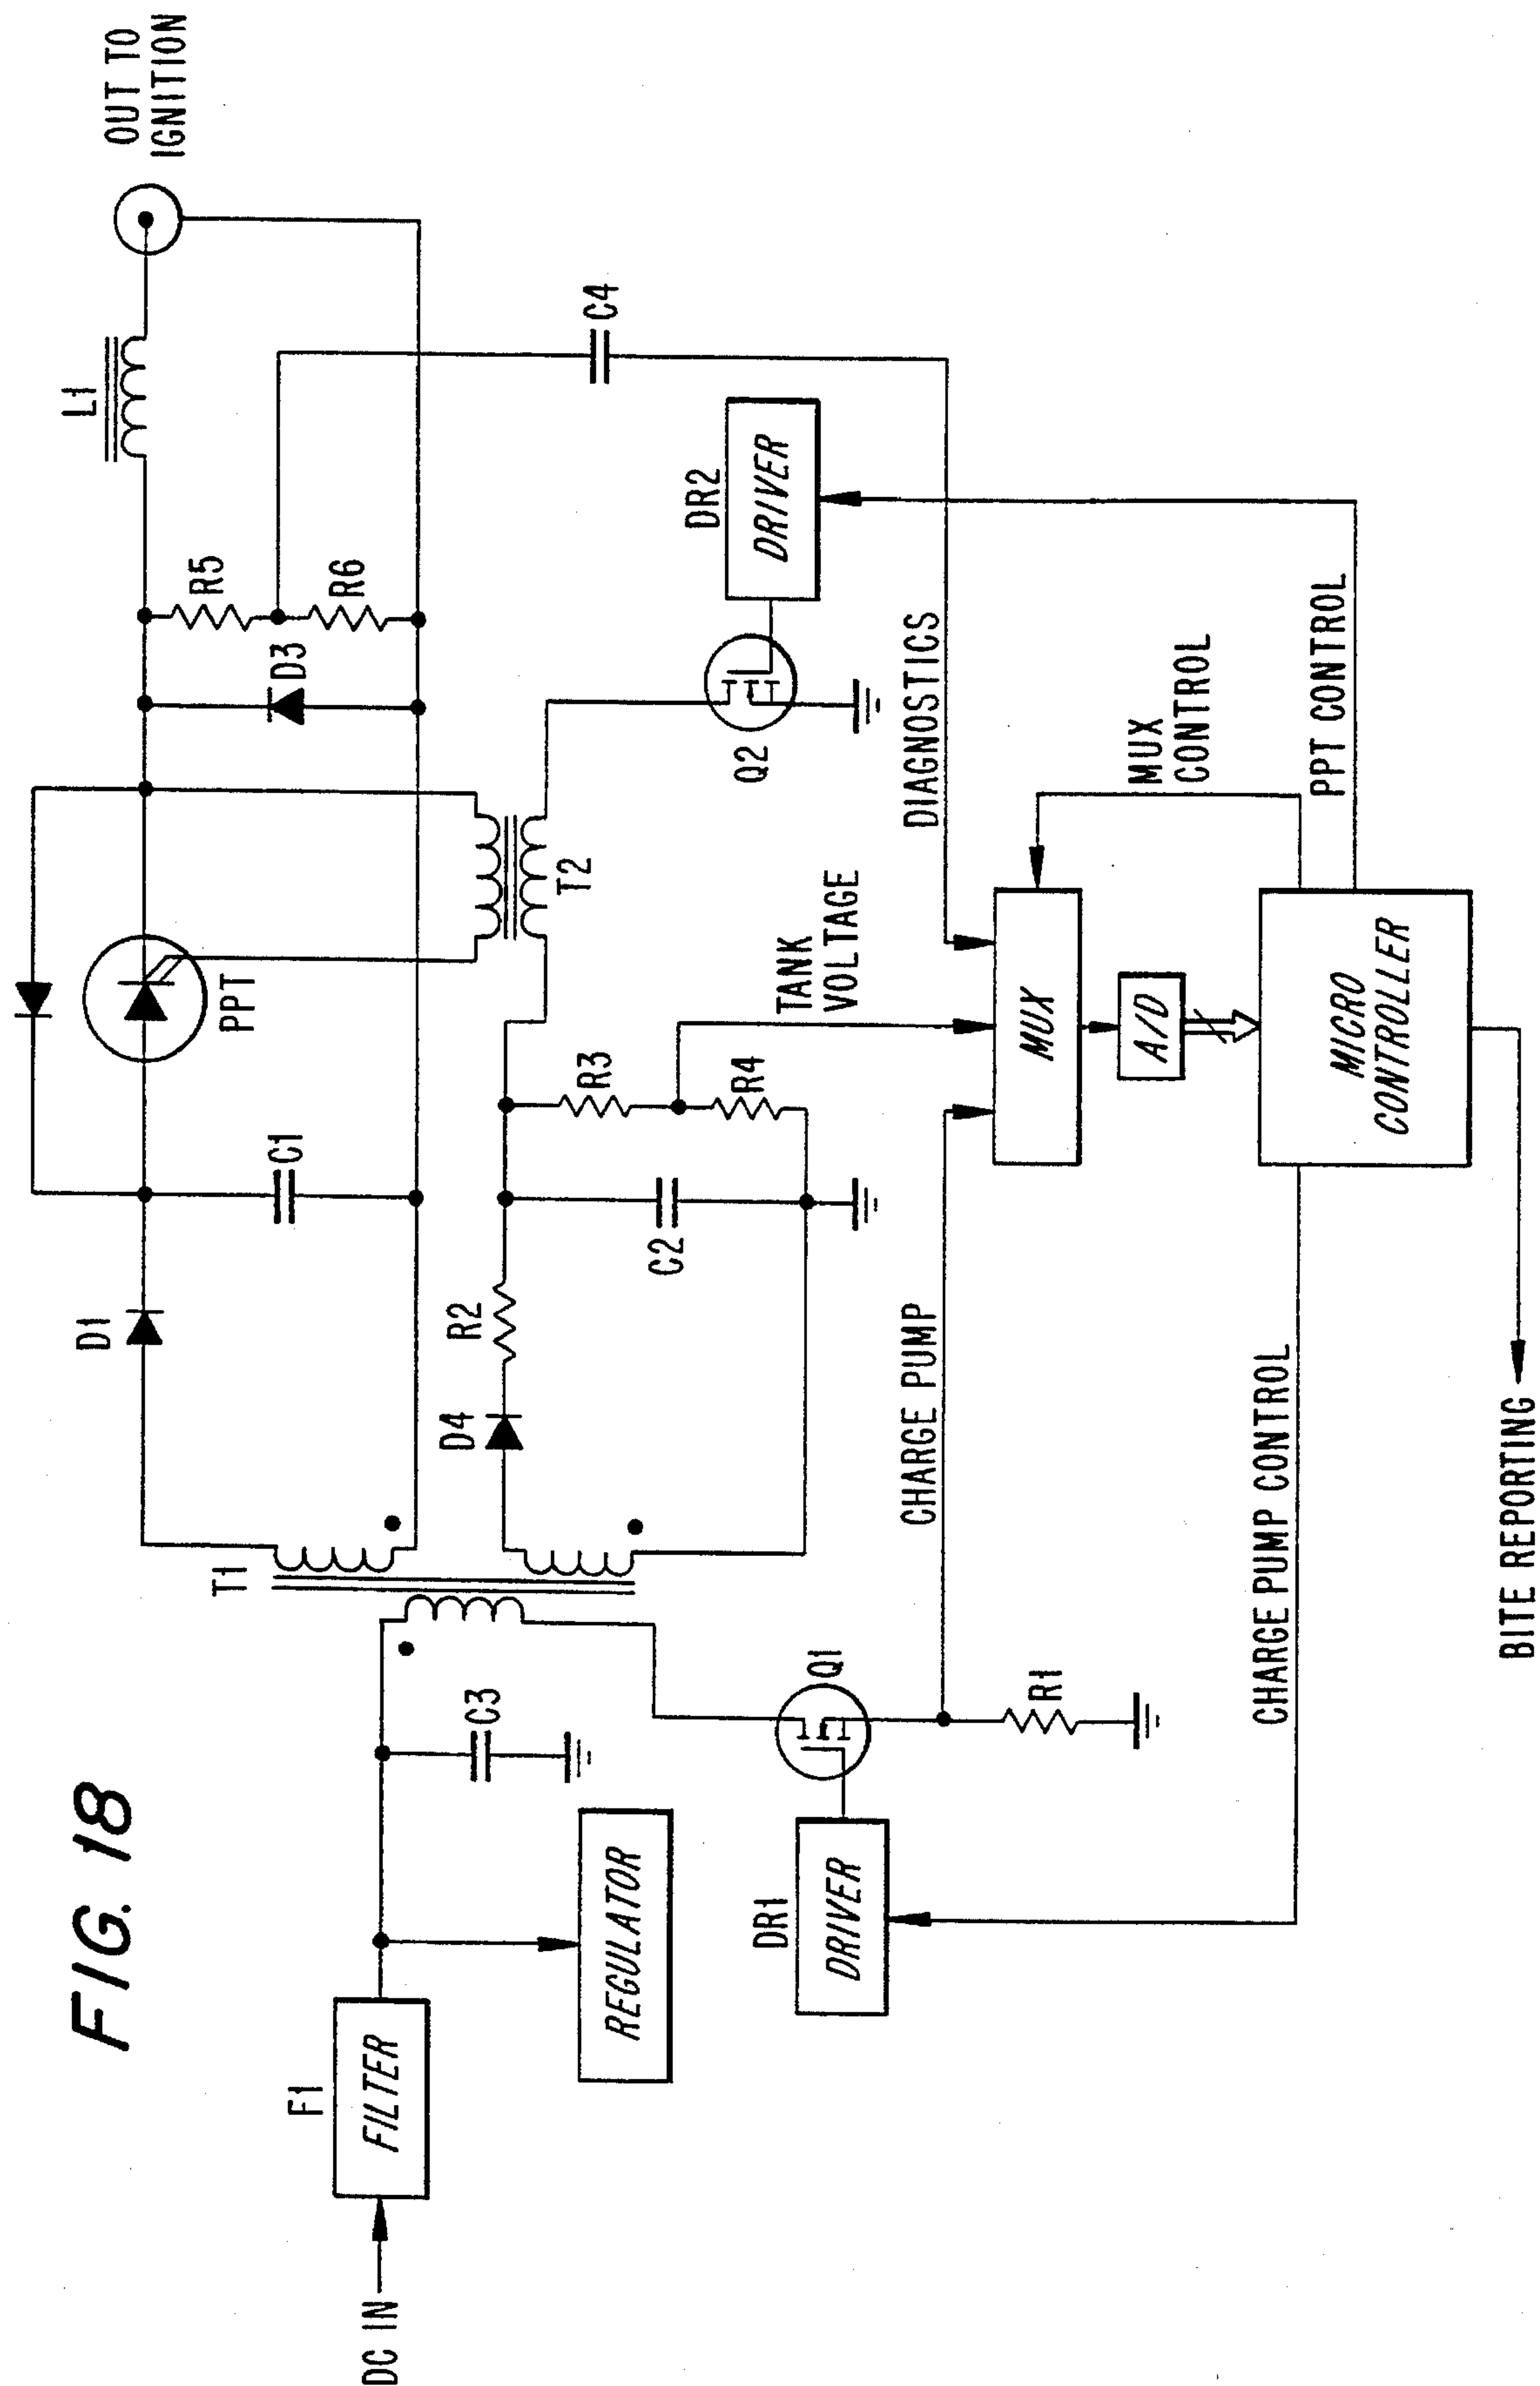 FIG. 18
OUT TO
IGNITION
L1
R5
R6
D3
PPT
D1
C1
T1
T2
C4
DR2
DRIVER
Q2
D4
R2
C2
R3
R4
TANK
VOLTAGE
DIAGNOSTICS
DC IN
F1
FILTER
REGULATOR
C3
Q1
R1
DR1
DRIVER
CHARGE PUMP
CHARGE PUMP CONTROL
MUX
A/D
MICRO
CONTROLLER
MUX
CONTROL
PPT CONTROL
BITE REPORTING